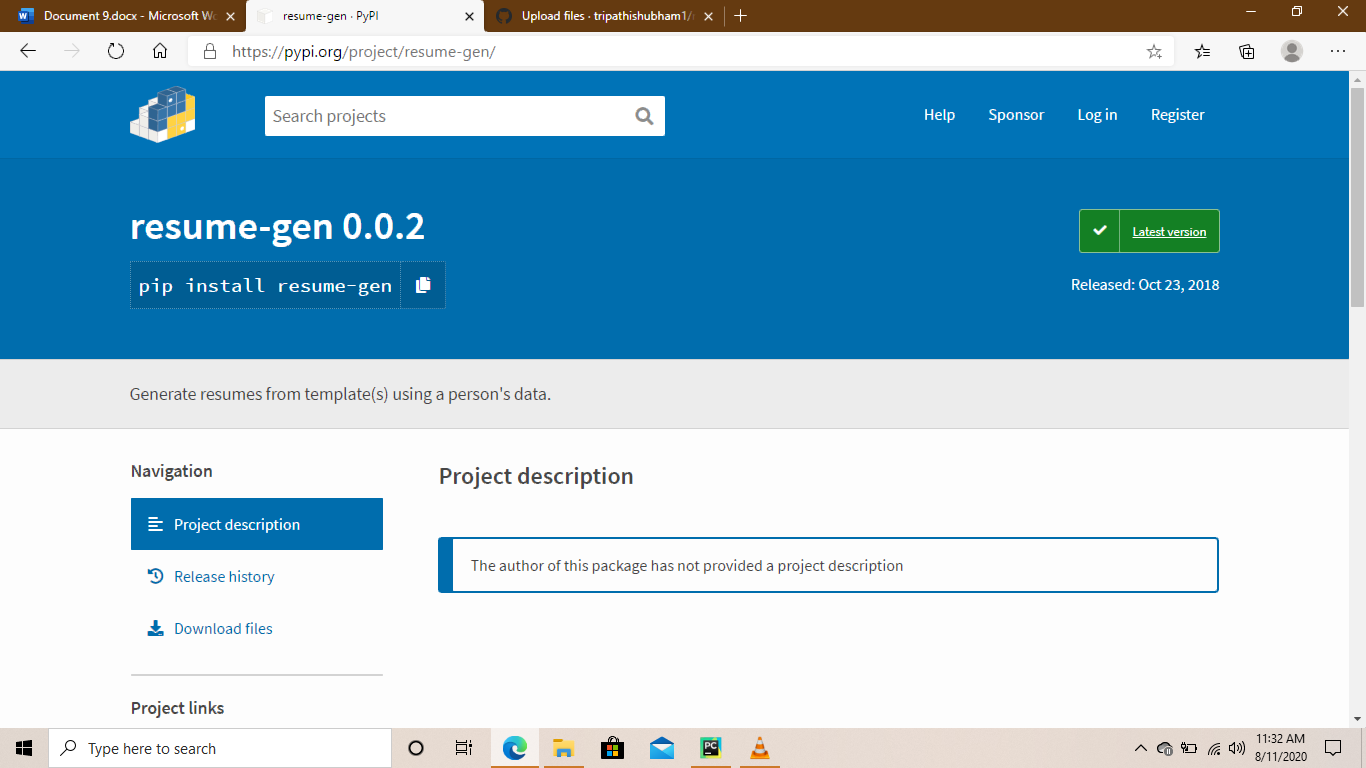 Document 9.docx - Microsoft Wo
resume-gen · PyPI
Upload files · tripathishubham1/
https://pypi.org/project/resume-gen/
Search projects
Help
Sponsor
Log in
Register
resume-gen 0.0.2
Latest version
pip install resume-gen
Released: Oct 23, 2018
Generate resumes from template(s) using a person's data.
Navigation
Project description
Release history
Download files
Project links
Project description
The author of this package has not provided a project description
Type here to search
PC
11:32 AM
8/11/2020